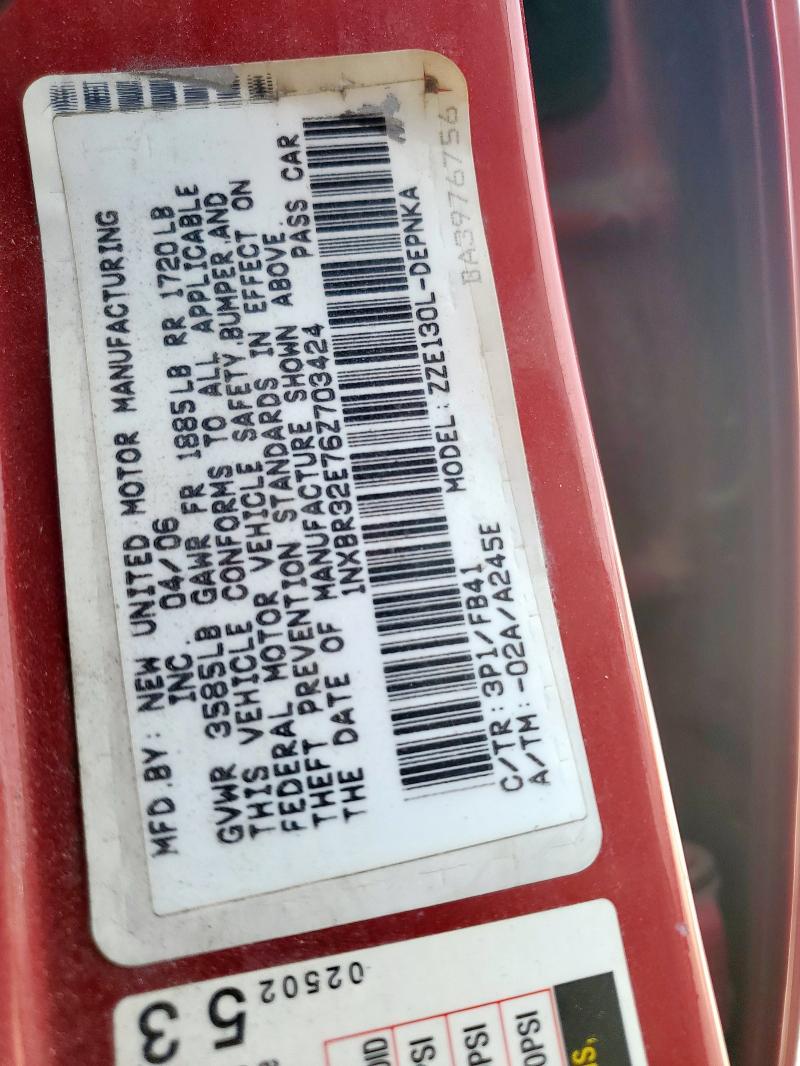 MFD.BY: NEW UNITED MOTOR MANUFACTURING
INC. 04/06
GVWR 3585LB GAWR FR 1885LB RR 1720LB
THIS VEHICLE CONFORMS TO ALL APPLICABLE
FEDERAL MOTOR VEHICLE SAFETY,BUMPER,AND
THEFT PREVENTION STANDARDS IN EFFECT ON
THE DATE OF MANUFACTURE SHOWN ABOVE.
1NXBR32E76Z703424 PASS CAR
MODEL:ZZE130L-DEPNKA
C/TR:3P1/FB41
A/TM:-02A/A245E
BA3976756
02502
5
3
PSI
PSI
0PSI